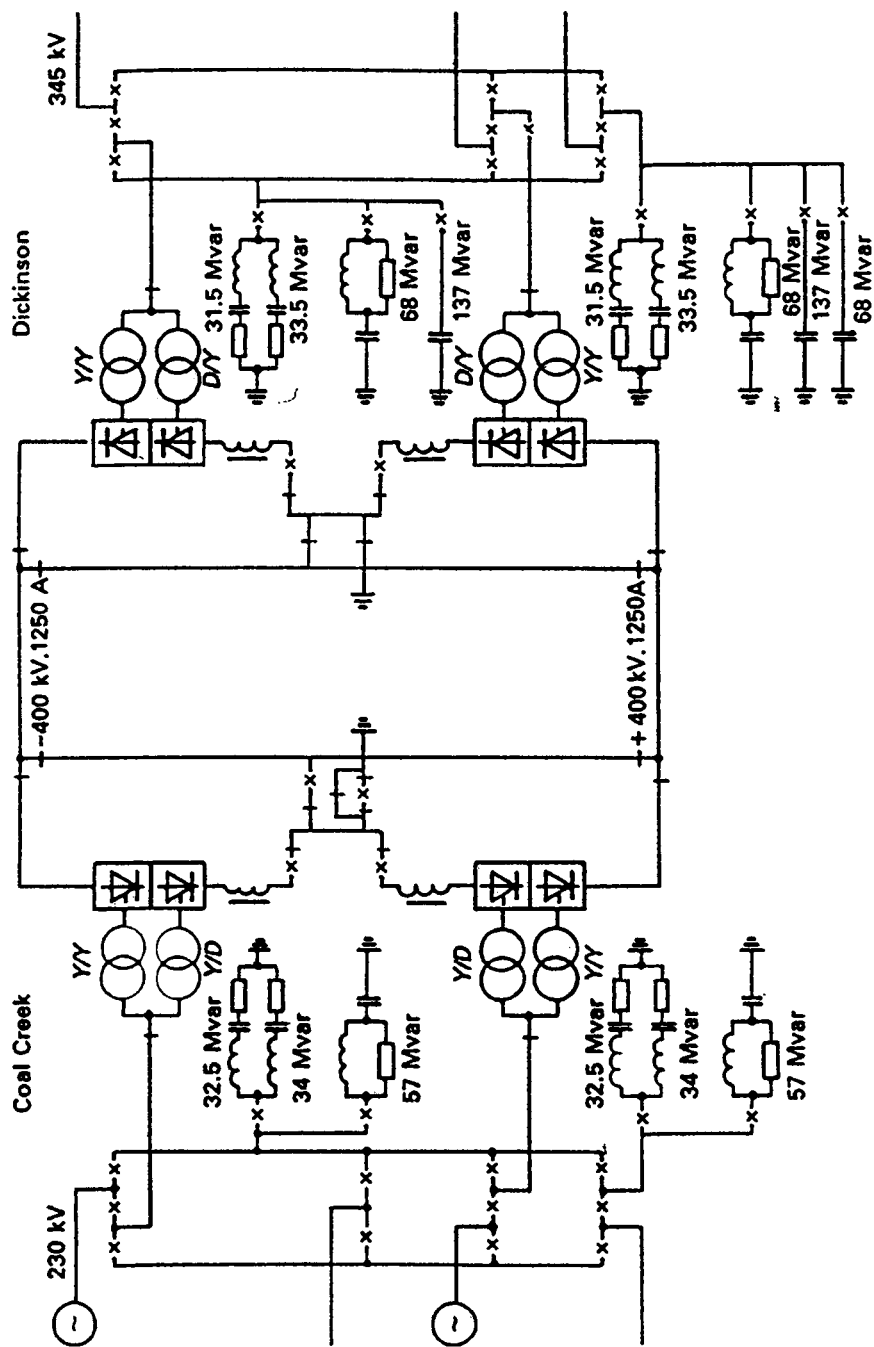 Coal Creek
Dickinson
-400 kV.1250 A
230 kV
345 kV
~
Y/Y
Y/Y
32.5 Mvar
Y/D
D/Y
31.5 Mvar
34 Mvar
33.5 Mvar
57 Mvar
68 Mvar
~
Y/D
D/Y
137 Mvar
32.5 Mvar
Y/Y
Y/Y
31.5 Mvar
+ 400 kV.1250A
34 Mvar
33.5 Mvar
57 Mvar
68 Mvar
137 Mvar
68 Mvar